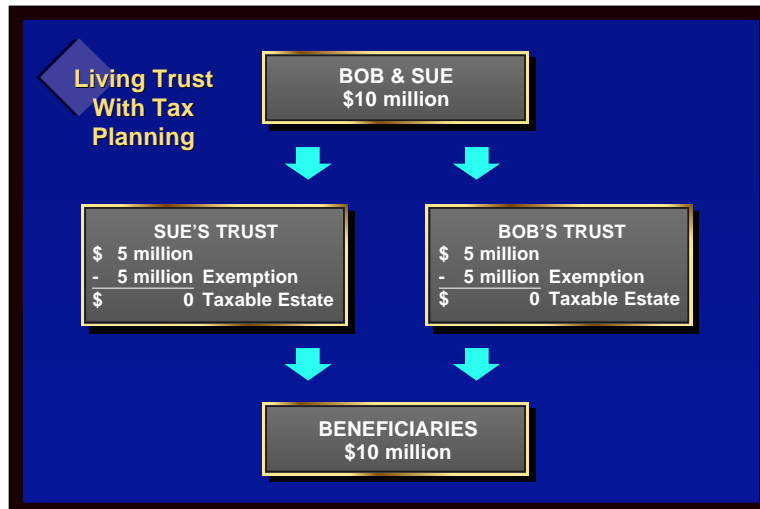 Living Trust
With Tax
Planning
BOB & SUE
$10 million
SUE'S TRUST
$ 5 million
- 5 million Exemption
$ 0 Taxable Estate
BOB'S TRUST
$ 5 million
- 5 million Exemption
$ 0 Taxable Estate
BENEFICIARIES
$10 million